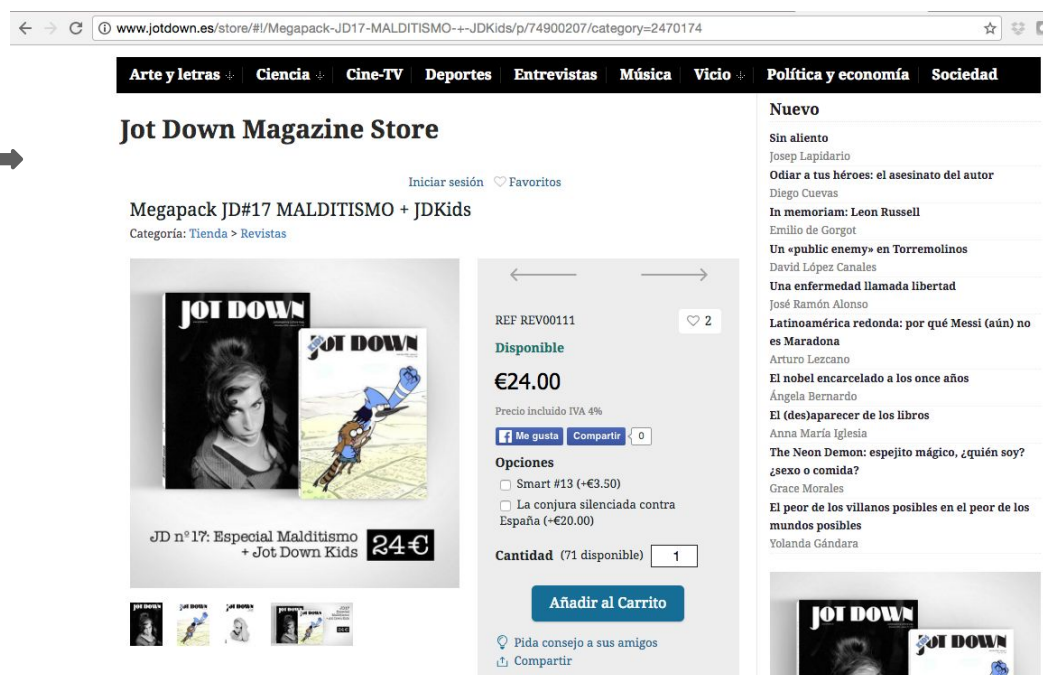 www.jotdown.es/store/#!/Megapack-JD17-MALDITISMO-+-JDKids/p/74900207/category=2470174
Arte y letras Ciencia Cine-TV Deportes Entrevistas Música Vicio Política y economía Sociedad
Jot Down Magazine Store
Iniciar sesión Favoritos
Megapack JD#17 MALDITISMO + JDKids
Categoría: Tienda > Revistas
JOT DOWN
JOT DOWN
JD nº 17: Especial Malditismo
+ Jot Down Kids
24€
JOT DOWN
JOT DOWN
JOT DOWN
REF REV00111
2
Disponible
€24.00
Precio incluido IVA 4%
Me gusta Compartir 0
Opciones
Smart #13 (+€3.50)
La conjura silenciada contra
España (+€20.00)
Cantidad (71 disponible) 1
Añadir al Carrito
Pida consejo a sus amigos
Compartir
Nuevo
Sin aliento
Josep Lapidario
Odiar a tus héroes: el asesinato del autor
Diego Cuevas
In memoriam: Leon Russell
Emilio de Gorgot
Un «public enemy» en Torremolinos
David López Canales
Una enfermedad llamada libertad
José Ramón Alonso
Latinoamérica redonda: por qué Messi (aún) no
es Maradona
Arturo Lezcano
El nobel encarcelado a los once años
Ángela Bernardo
El (des)aparecer de los libros
Anna María Iglesia
The Neon Demon: espejito mágico, ¿quién soy?
¿sexo o comida?
Grace Morales
El peor de los villanos posibles en el peor de los
mundos posibles
Yolanda Gándara
JOT DOWN
JOT DOWN